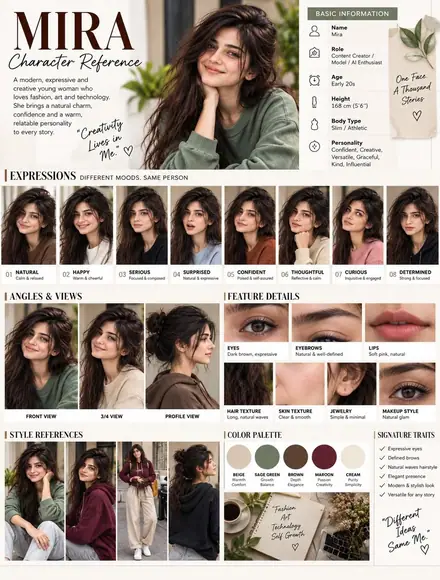 MIRA
Character Reference
A modern, expressive and
creative young woman who
loves fashion, art and technology.
She brings a natural charm,
confidence and a warm,
relatable personality
to every story.
"Creativity
Lives in
Me."
BASIC INFORMATION
Name
Mira
Role
Content Creator /
Model / AI Enthusiast
Age
Early 20s
Height
168 cm (5'6")
Body Type
Slim / Athletic
Personality
Confident, Creative,
Versatile, Graceful,
Kind, Influential
One Face
A Thousand
Stories
EXPRESSIONS DIFFERENT MOODS. SAME PERSON
01 NATURAL
Calm & relaxed
02 HAPPY
Warm & cheerful
03 SERIOUS
Focused & composed
04 SURPRISED
Natural & expressive
05 CONFIDENT
Poised & self-assured
06 THOUGHTFUL
Reflective & calm
07 CURIOUS
Inquisitive & engaged
08 DETERMINED
Strong & focused
ANGLES & VIEWS
FRONT VIEW
3/4 VIEW
PROFILE VIEW
FEATURE DETAILS
EYES
Dark brown, expressive
EYEBROWS
Natural & well-defined
LIPS
Soft pink, natural
HAIR TEXTURE
Long, natural waves
SKIN TEXTURE
Clear & smooth
JEWELRY
Simple & minimal
MAKEUP STYLE
Natural glam
STYLE REFERENCES
COLOR PALETTE
BEIGE
Warmth
Comfort
SAGE GREEN
Growth
Balance
BROWN
Depth
Elegance
MAROON
Passion
Creativity
CREAM
Purity
Simplicity
"Fashion
Art
Technology
Self Growth"
SIGNATURE TRAITS
Expressive eyes
Defined brows
Natural waves hairstyle
Elegant presence
Modern & stylish look
Versatile for any story
"Different
Ideas
Same Me."